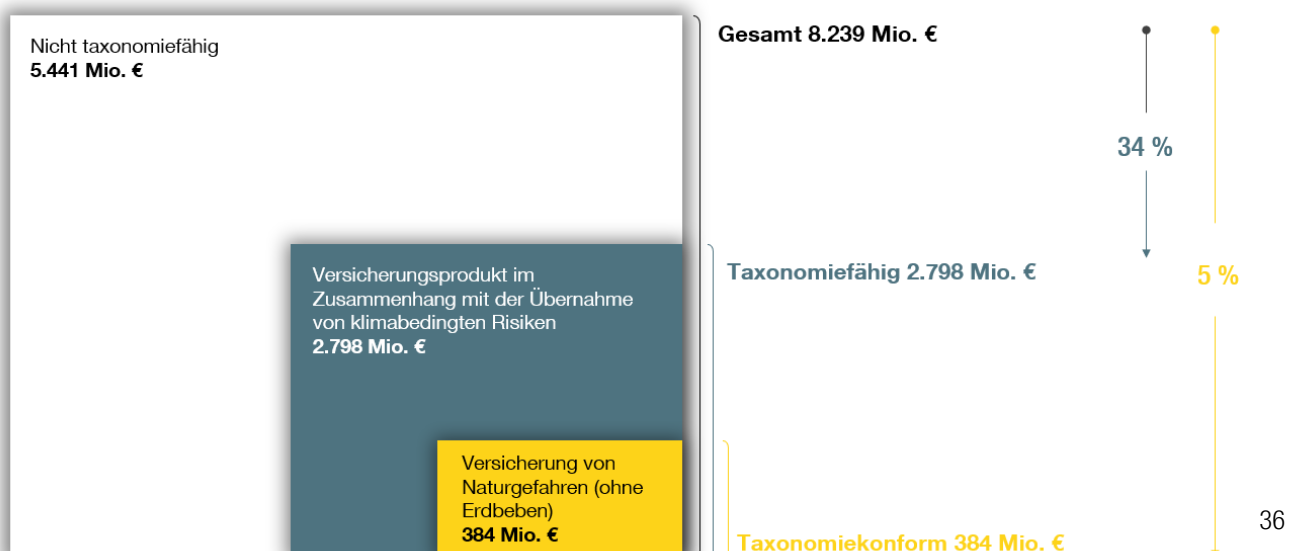 Nicht taxonomiefähig
5.441 Mio. €
Gesamt 8.239 Mio. €
34 %
Versicherungsprodukt im
Zusammenhang mit der Übernahme
von klimabedingten Risiken
2.798 Mio. €
Taxonomiefähig 2.798 Mio. €
5 %
Versicherung von
Naturgefahren (ohne
Erdbeben)
384 Mio. €
Taxonomiekonform 384 Mio. €
36